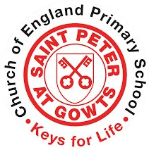 Church of England Primary School
SAINT PETER
AT GOWTS
• Keys for Life •